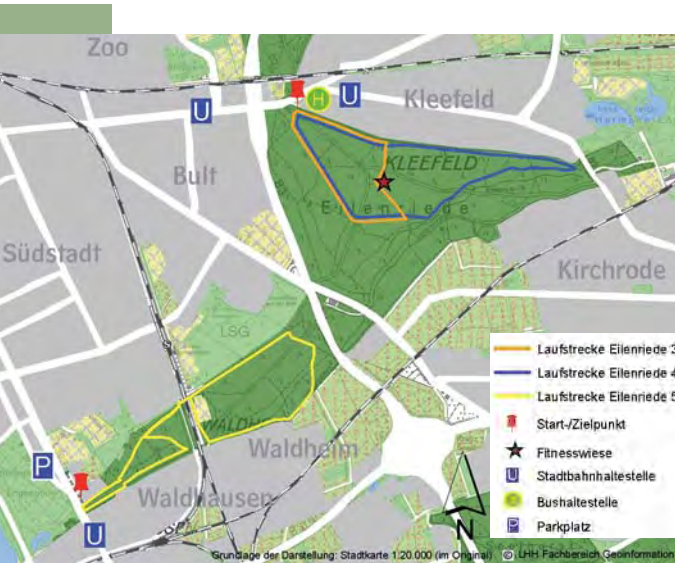 Zoo
U
H
U
Kleefeld
KLEEFELD
Bult
Eilenriede
Südstadt
Kirchrode
LSG
Laufstrecke Eilenriede 3
Laufstrecke Eilenriede 4
Laufstrecke Eilenriede 5
Start-/Zielpunkt
Waldheim
Fitnesswiese
P
U Stadtbahnhaltestelle
Waldhausen
H Bushaltestelle
U
N
P Parkplatz
Grundlage der Darstellung: Stadtkarte 1:20.000 (im Original) © LHH Fachbereich Geoinformation